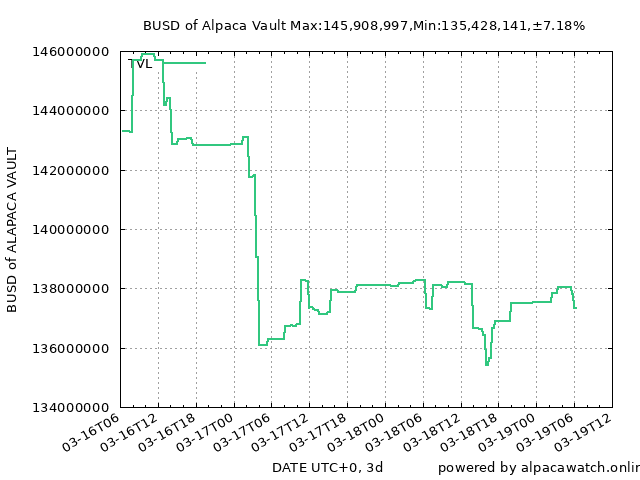 BUSD of Alpaca Vault Max:145,908,997,Min:135,428,141,±7.18%
146000000
TVL
144000000
142000000
140000000
138000000
136000000
134000000
BUSD of ALAPACA VAULT
03-16T06
03-16T12
03-16T18
03-17T00
03-17T06
03-17T12
03-17T18
03-18T00
03-18T06
03-18T12
03-18T18
03-19T00
03-19T06
03-19T12
DATE UTC+0, 3d
powered by alpacawatch.onlin